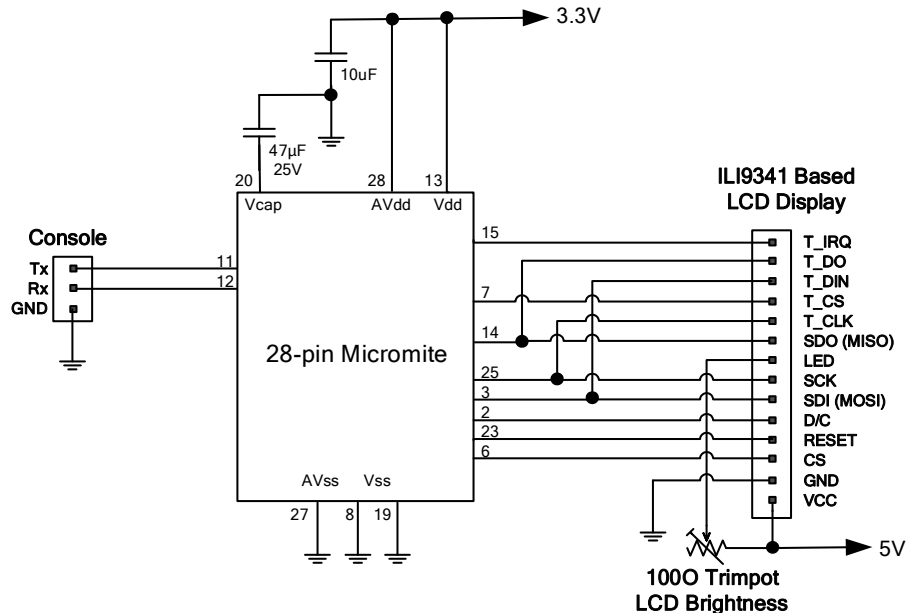 3.3V
10uF
47µF
25V
20
28
13
Vcap
AVdd
Vdd
ILI9341 Based
LCD Display
Console
Tx
Rx
GND
11
12
28-pin Micromite
15
7
14
25
3
2
23
6
T_IRQ
T_DO
T_DIN
T_CS
T_CLK
SDO (MISO)
LED
SCK
SDI (MOSI)
D/C
RESET
CS
GND
VCC
AVss
Vss
27
8
19
5V
100O Trimpot
LCD Brightness